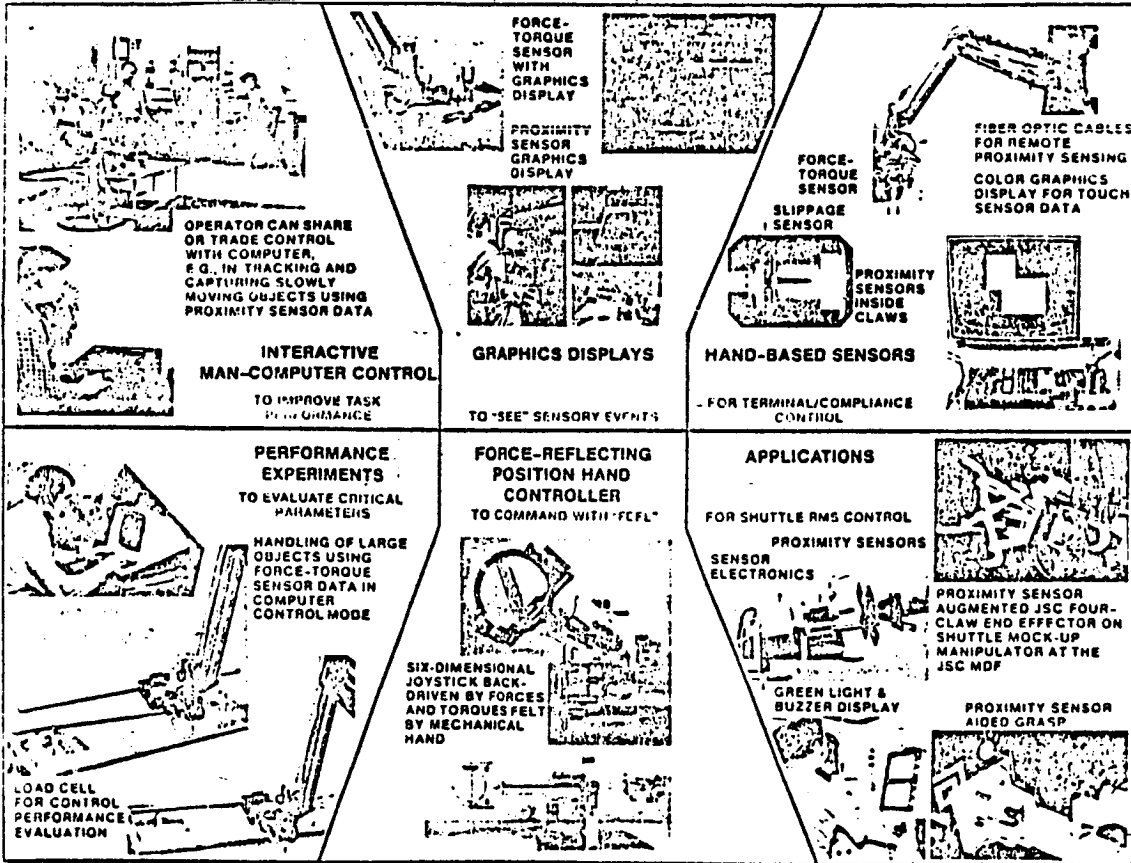 OPERATOR CAN SHARE
OR TRADE CONTROL
WITH COMPUTER,
E.G., IN TRACKING AND
CAPTURING SLOWLY
MOVING OBJECTS USING
PROXIMITY SENSOR DATA
INTERACTIVE
MAN-COMPUTER CONTROL
TO IMPROVE TASK
PERFORMANCE
FORCE-
TORQUE
SENSOR
WITH
GRAPHICS
DISPLAY
PROXIMITY
SENSOR
GRAPHICS
DISPLAY
GRAPHICS DISPLAYS
TO "SEE" SENSORY EVENTS
FORCE-
TORQUE
SENSOR
FIBER OPTIC CABLES
FOR REMOTE
PROXIMITY SENSING
COLOR GRAPHICS
DISPLAY FOR TOUCH
SENSOR DATA
SLIPPAGE
SENSOR
PROXIMITY
SENSORS
INSIDE
CLAWS
HAND-BASED SENSORS
FOR TERMINAL/COMPLIANCE
CONTROL
PERFORMANCE
EXPERIMENTS
TO EVALUATE CRITICAL
PARAMETERS
HANDLING OF LARGE
OBJECTS USING
FORCE-TORQUE
SENSOR DATA IN
COMPUTER
CONTROL MODE
LOAD CELL
FOR CONTROL
PERFORMANCE
EVALUATION
FORCE-REFLECTING
POSITION HAND
CONTROLLER
TO COMMAND WITH "FEEL"
SIX-DIMENSIONAL
JOYSTICK BACK-
DRIVEN BY FORCES
AND TORQUES FELT
BY MECHANICAL
HAND
APPLICATIONS
FOR SHUTTLE RMS CONTROL
PROXIMITY SENSORS
SENSOR
ELECTRONICS
PROXIMITY SENSOR
AUGMENTED JSC FOUR-
CLAW END EFFECTOR ON
SHUTTLE MOCK-UP
MANIPULATOR AT THE
JSC MDF
GREEN LIGHT &
BUZZER DISPLAY
PROXIMITY SENSOR
AIDED GRASP